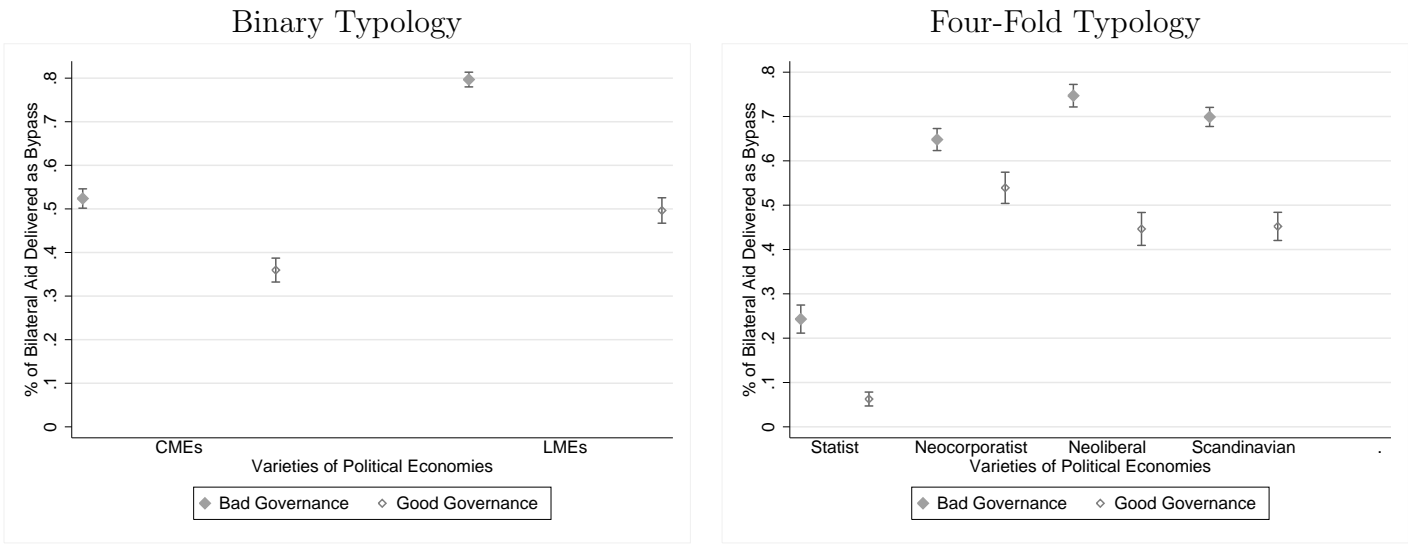 Binary Typology
% of Bilateral Aid Delivered as Bypass
.8
.7
.6
.5
.4
.3
.2
.1
0
CMEs LMEs
Varieties of Political Economies
Bad Governance Good Governance
Four-Fold Typology
% of Bilateral Aid Delivered as Bypass
.8
.7
.6
.5
.4
.3
.2
.1
0
Statist Neocorporatist Neoliberal Scandinavian .
Varieties of Political Economies
Bad Governance Good Governance